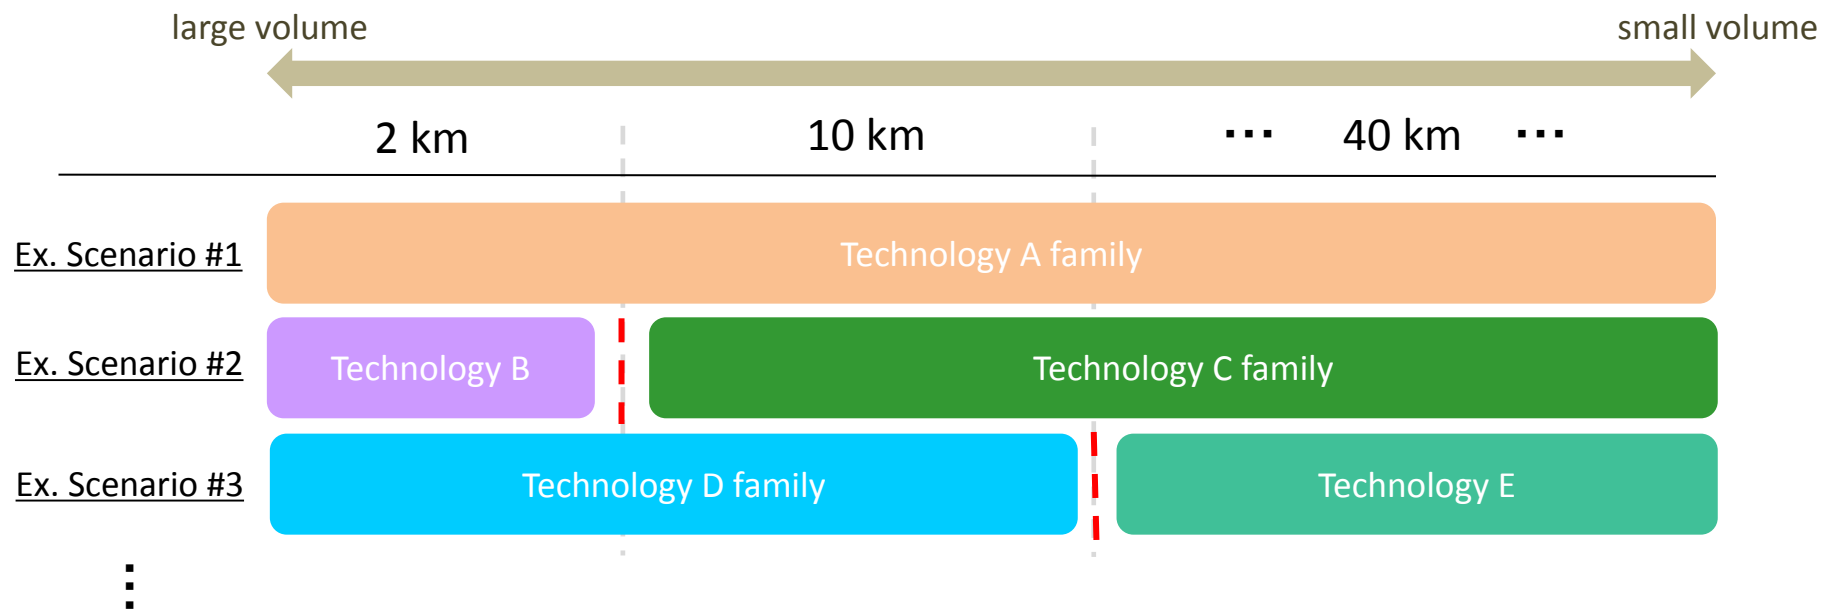 large volume
small volume
2 km
10 km
... 40 km ...
Ex. Scenario #1
Technology A family
Ex. Scenario #2
Technology B
Technology C family
Ex. Scenario #3
Technology D family
Technology E
⋮